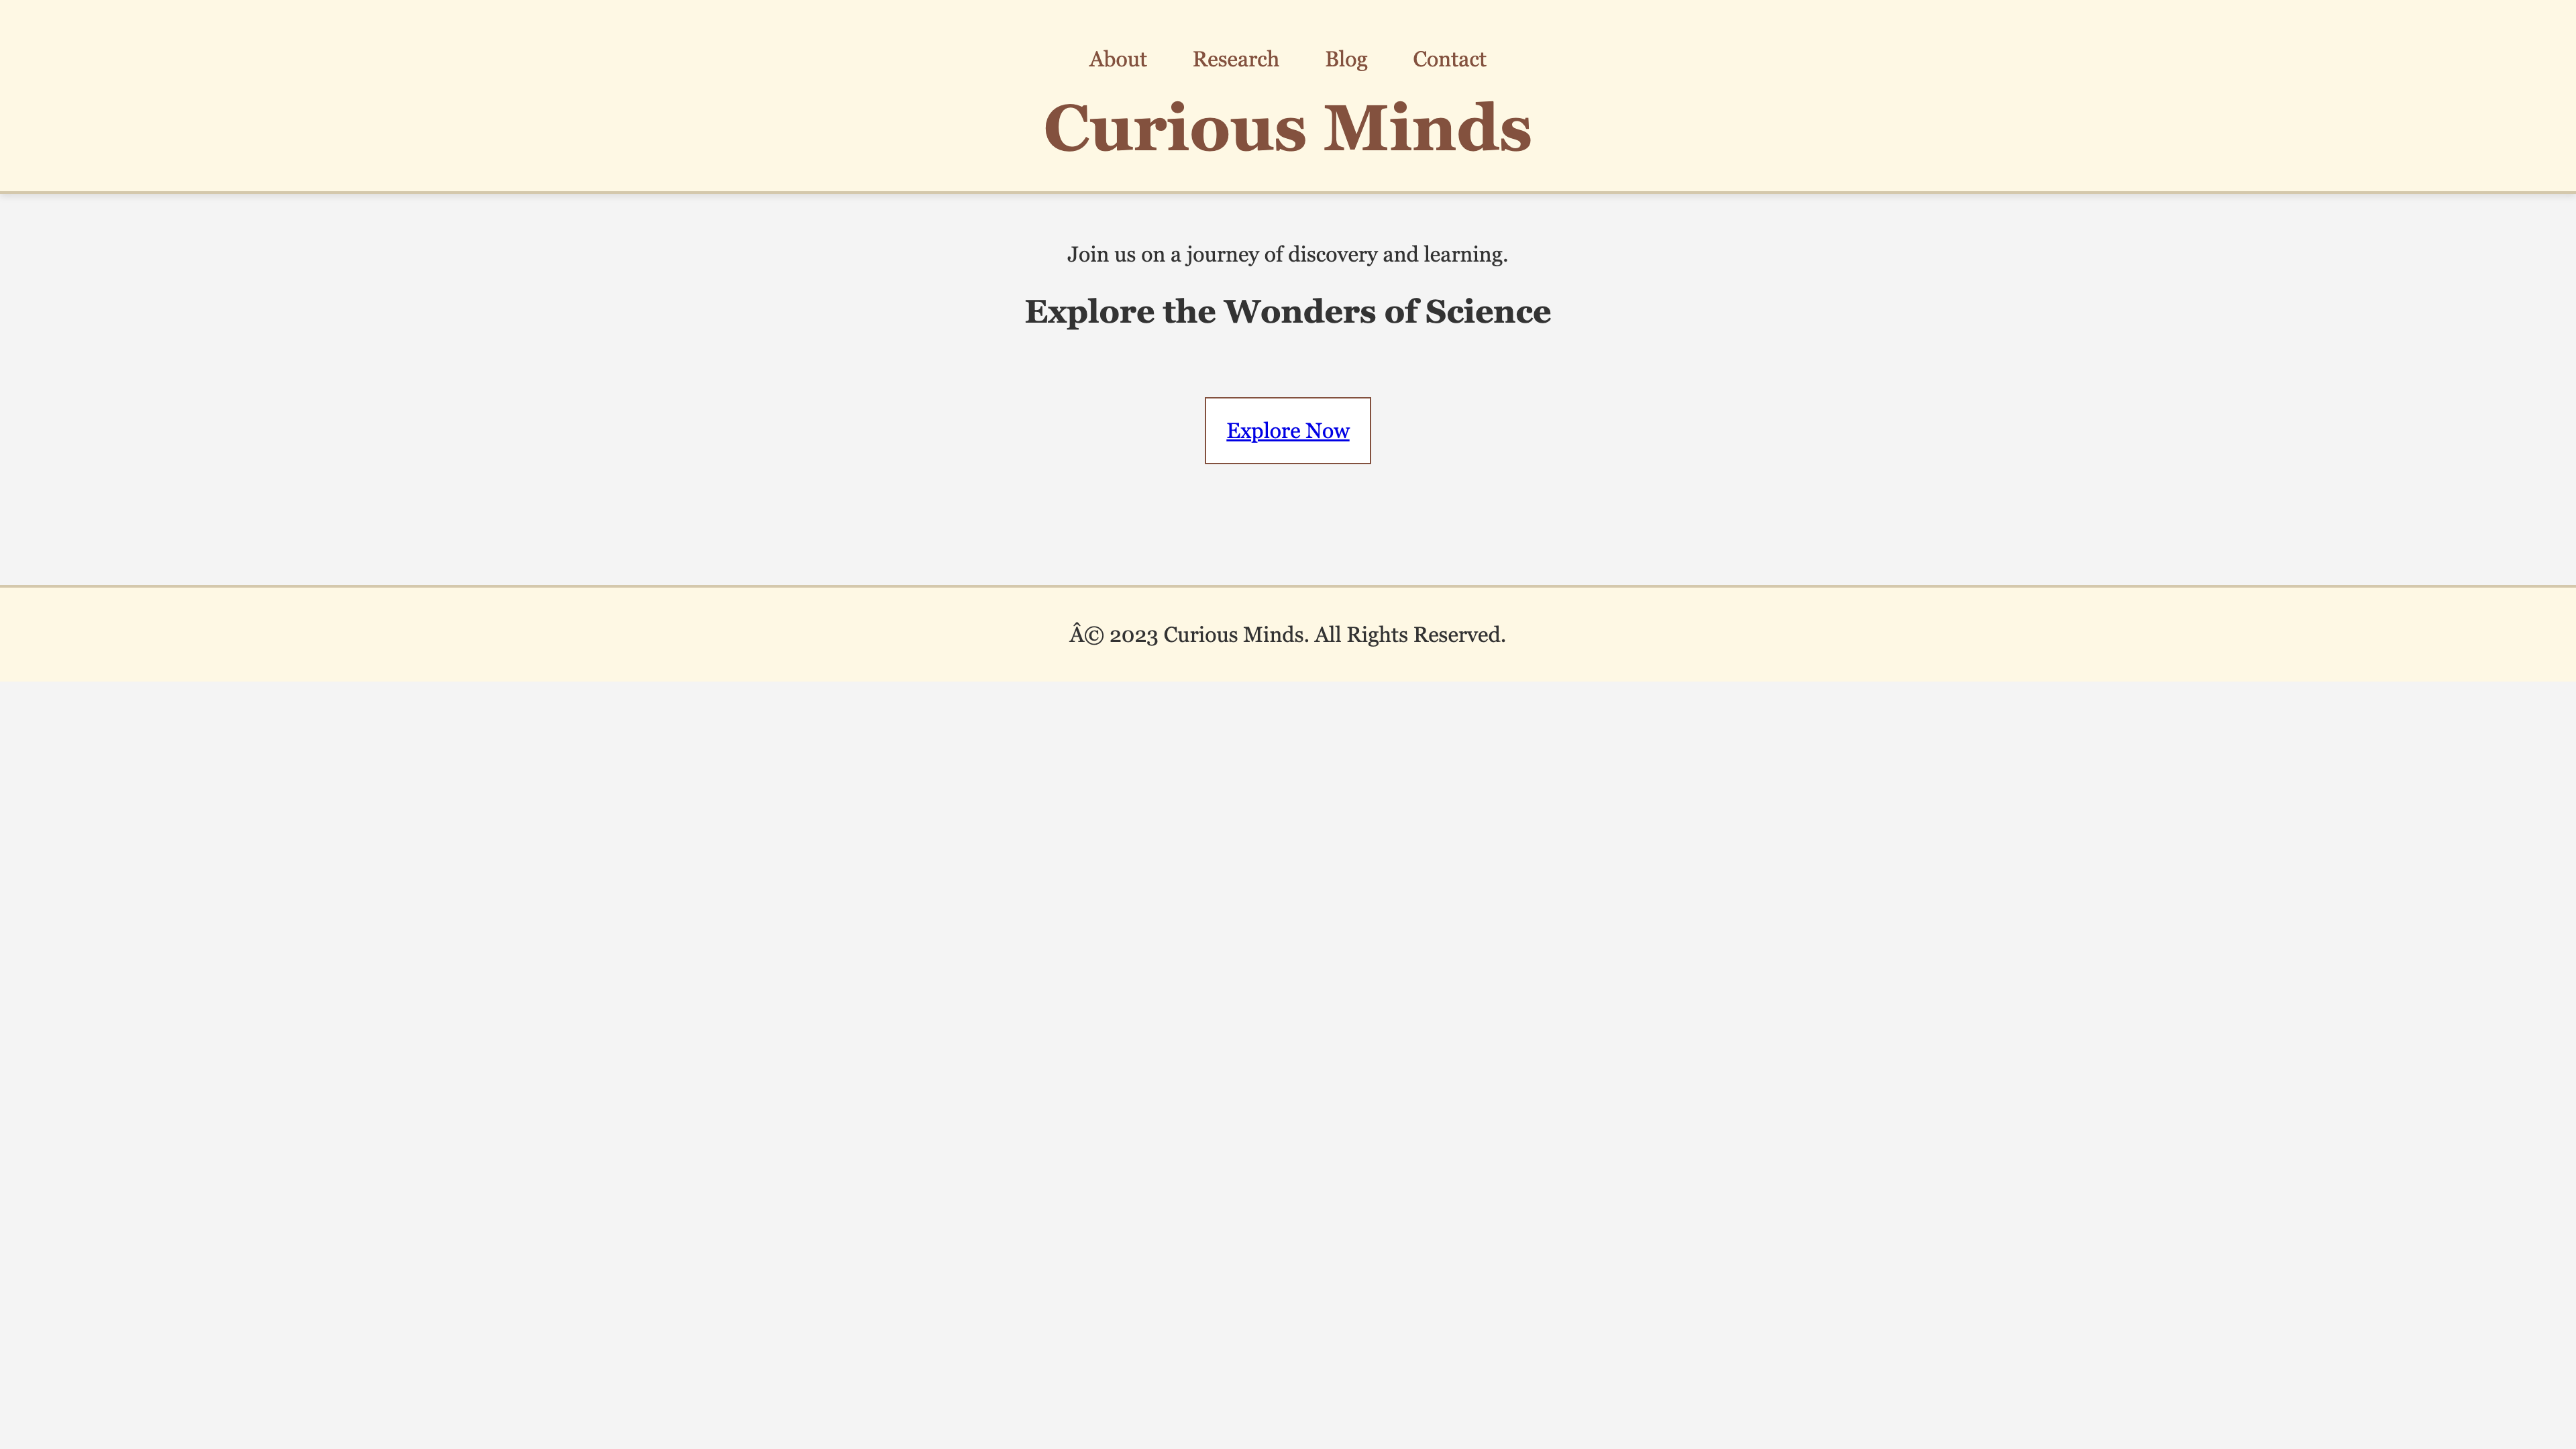 About Research Blog Contact
Curious Minds
Join us on a journey of discovery and learning.
Explore the Wonders of Science
Explore Now
Â© 2023 Curious Minds. All Rights Reserved.